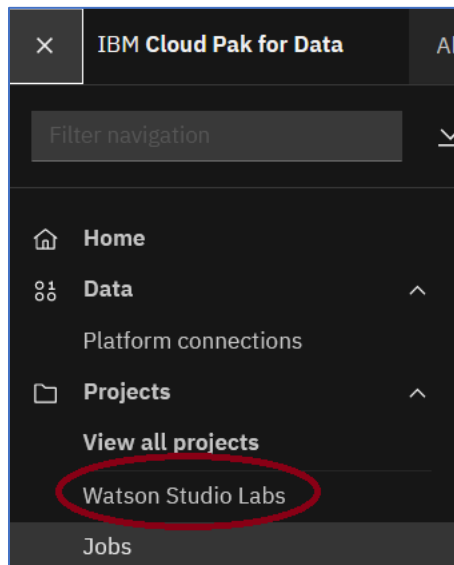 IBM Cloud Pak for Data
Filter navigation
Home
Data
Platform connections
Projects
View all projects
Watson Studio Labs
Jobs